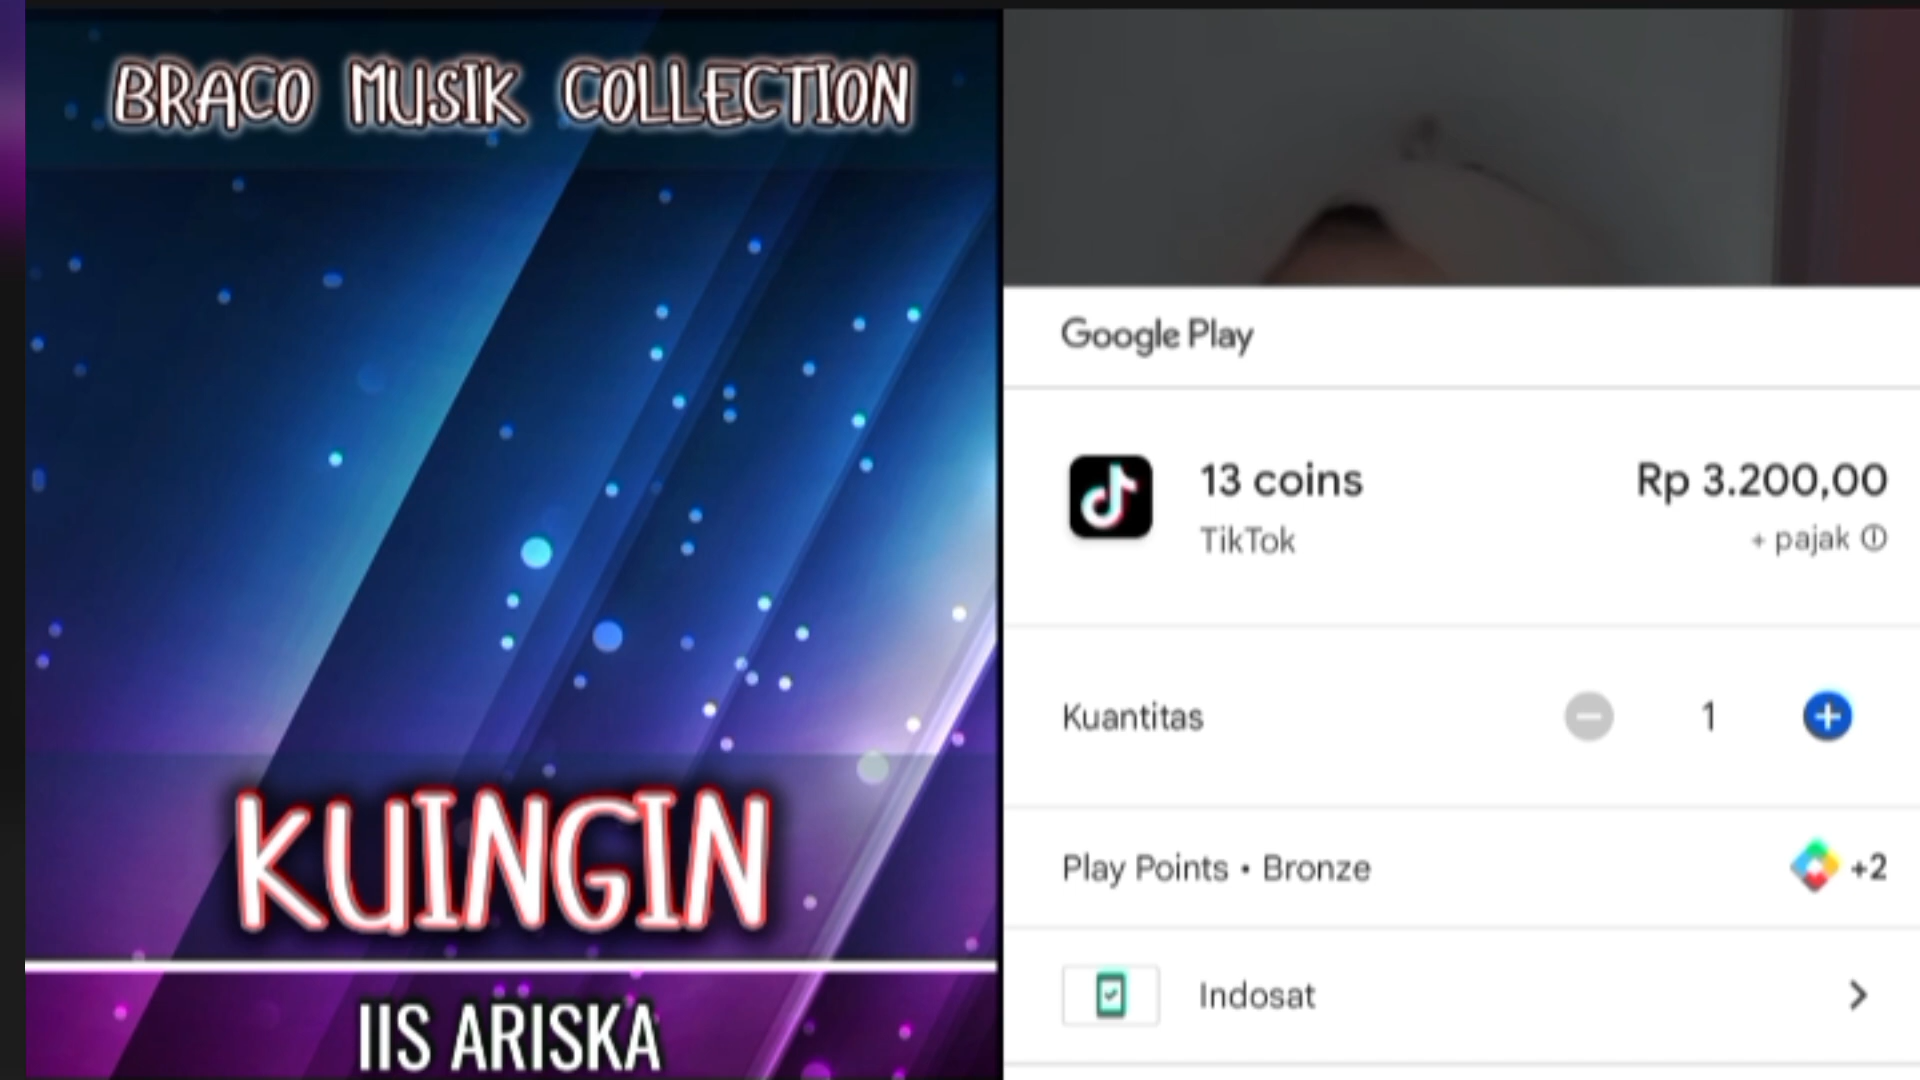 BRACO MUSIK COLLECTION
KUINGIN
IIS ARISKA
Google Play
13 coins
Rp 3.200,00
TikTok
+ pajak
Kuantitas
1
Play Points • Bronze
+2
Indosat